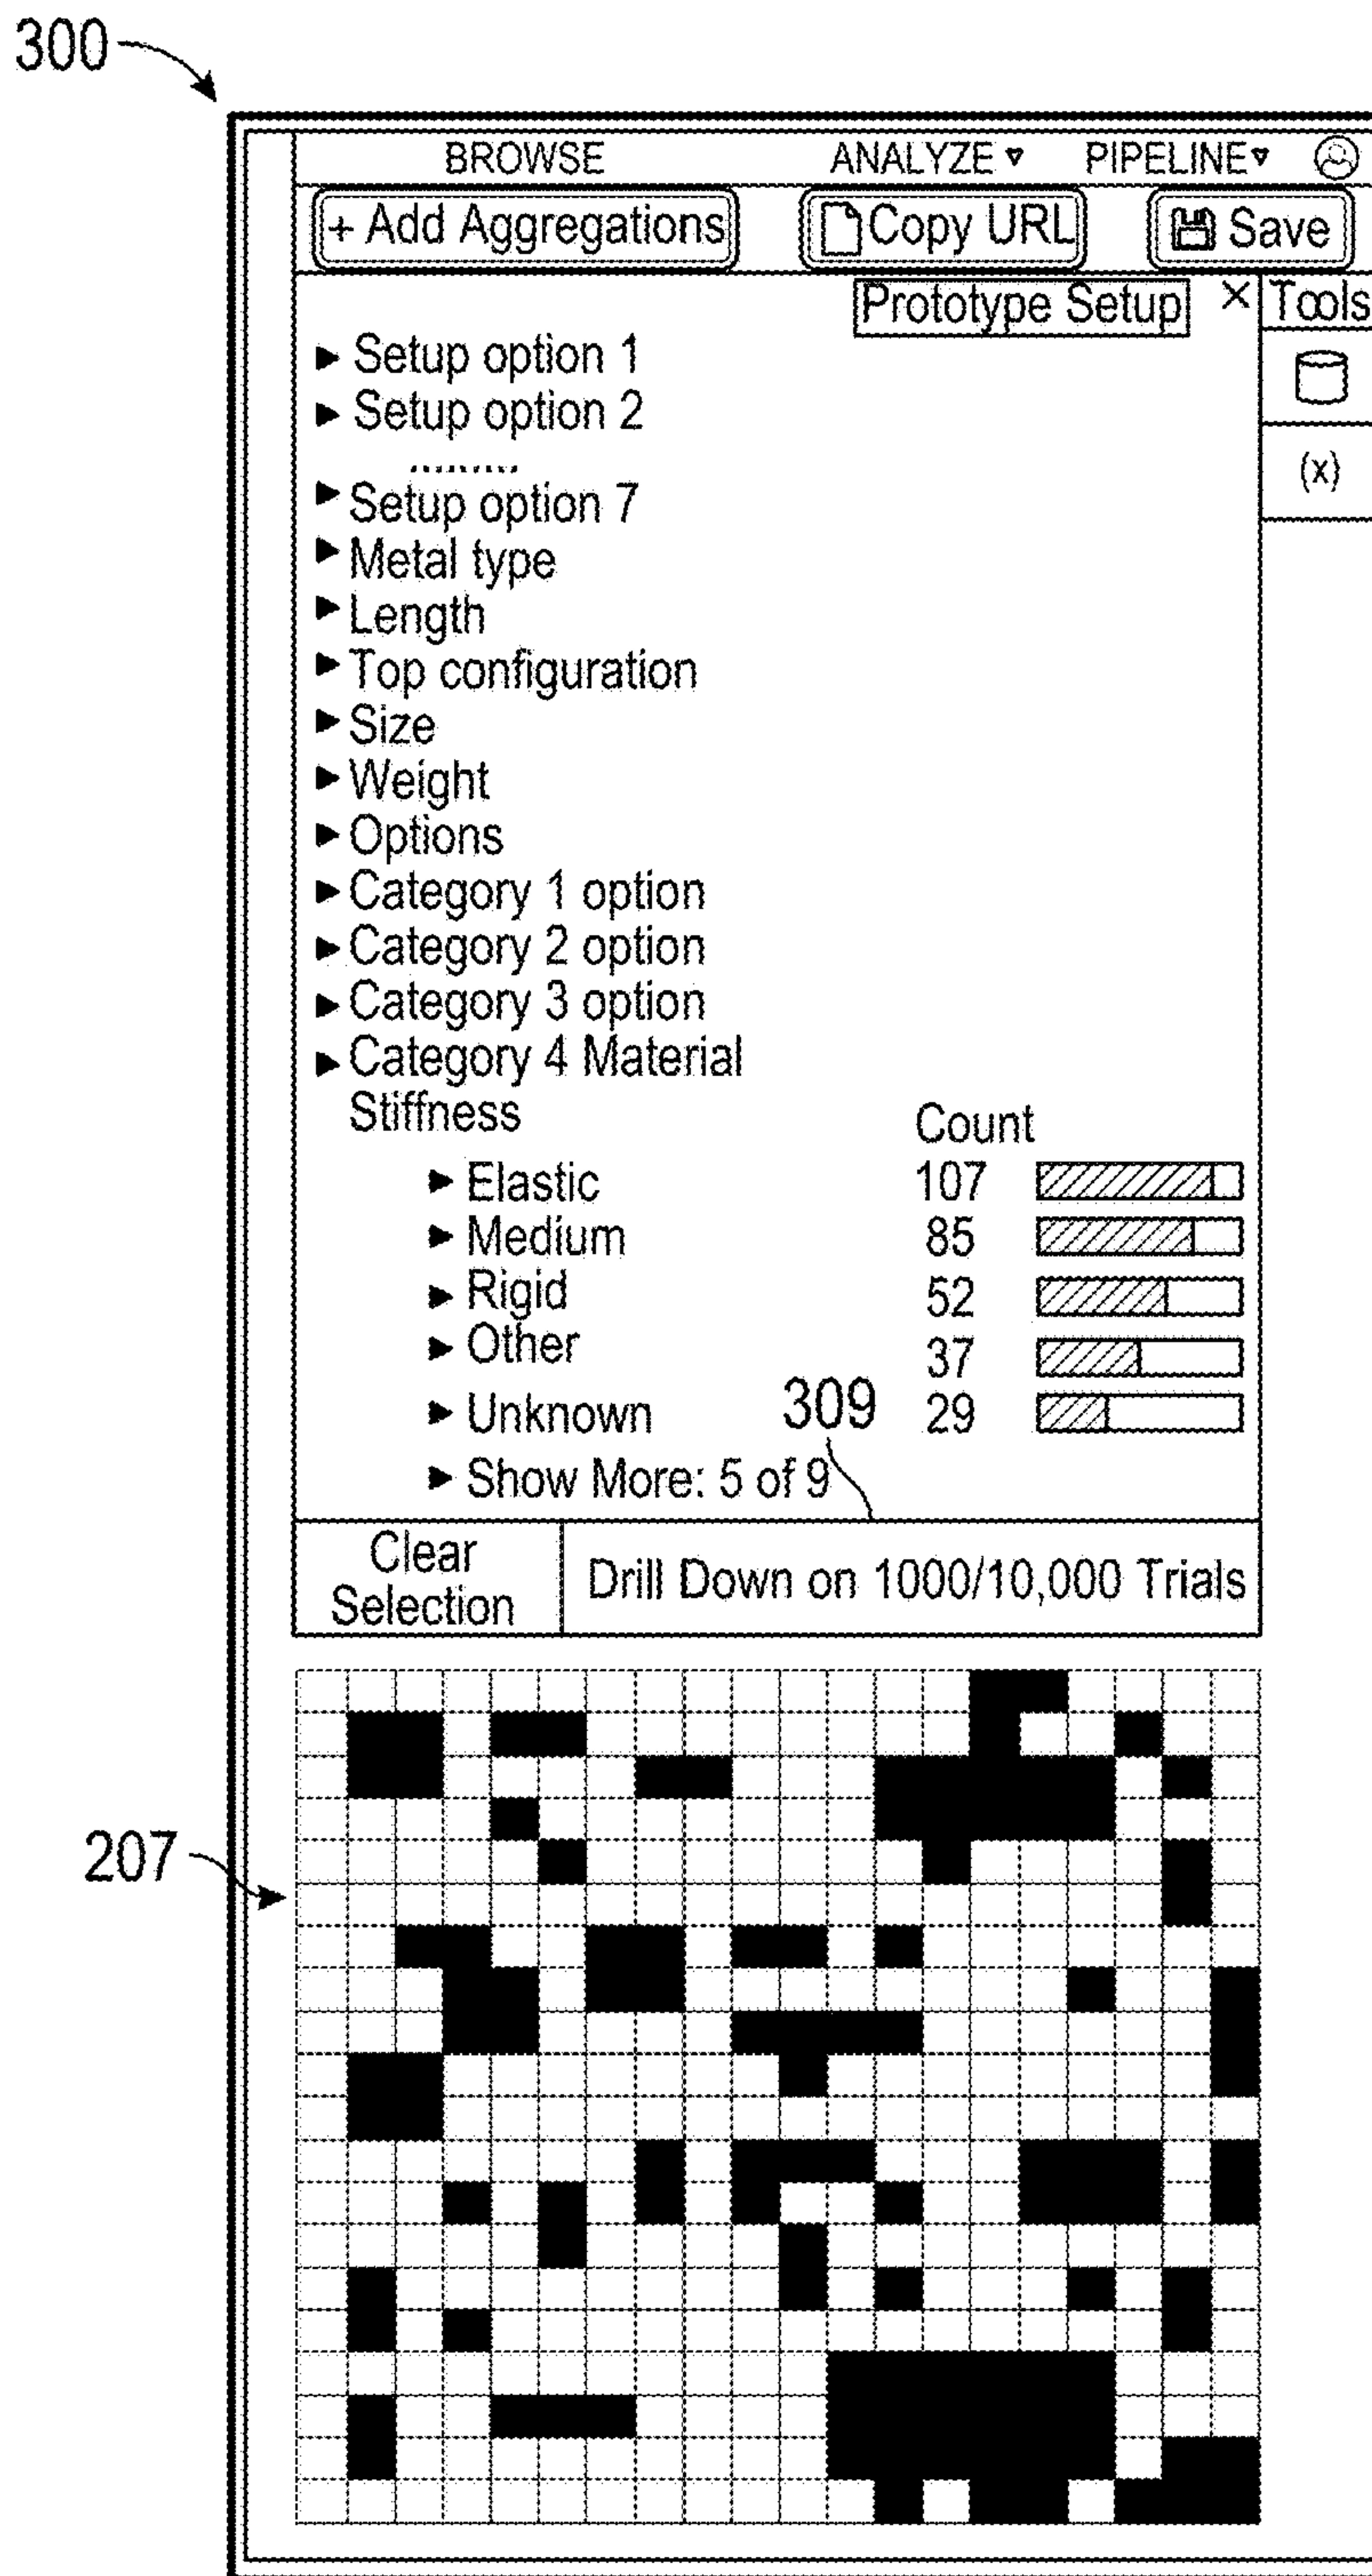 300
BROWSE ANALYZE PIPELINE
+ Add Aggregations Copy URL Save
Prototype Setup × Tools
Setup option 1
Setup option 2
........
(x)
Setup option 7
Metal type
Length
Top configuration
Size
Weight
Options
Category 1 option
Category 2 option
Category 3 option
Category 4 Material
Stiffness Count
Elastic 107
Medium 85
Rigid 52
Other 37
309
Unknown 29
Show More: 5 of 9
Clear
Selection
Drill Down on 1000/10,000 Trials
207